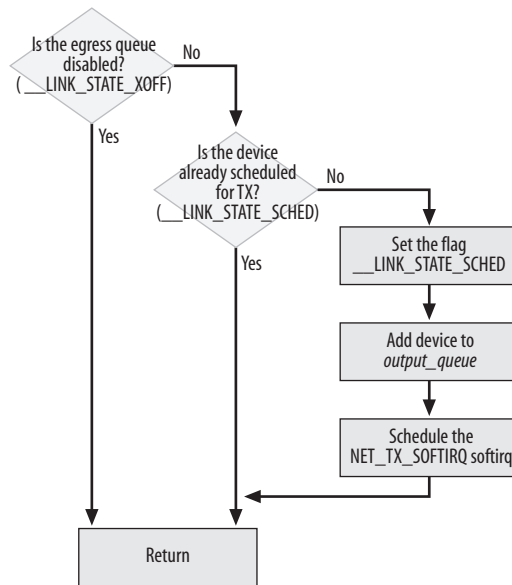 Is the egress queue
disabled?
( __LINK_STATE_XOFF)
No
Yes
Is the device
already scheduled
for TX?
(__LINK_STATE_SCHED)
No
Yes
Set the flag
__LINK_STATE_SCHED
Add device to
output_queue
Schedule the
NET_TX_SOFTIRQ softirq
Return